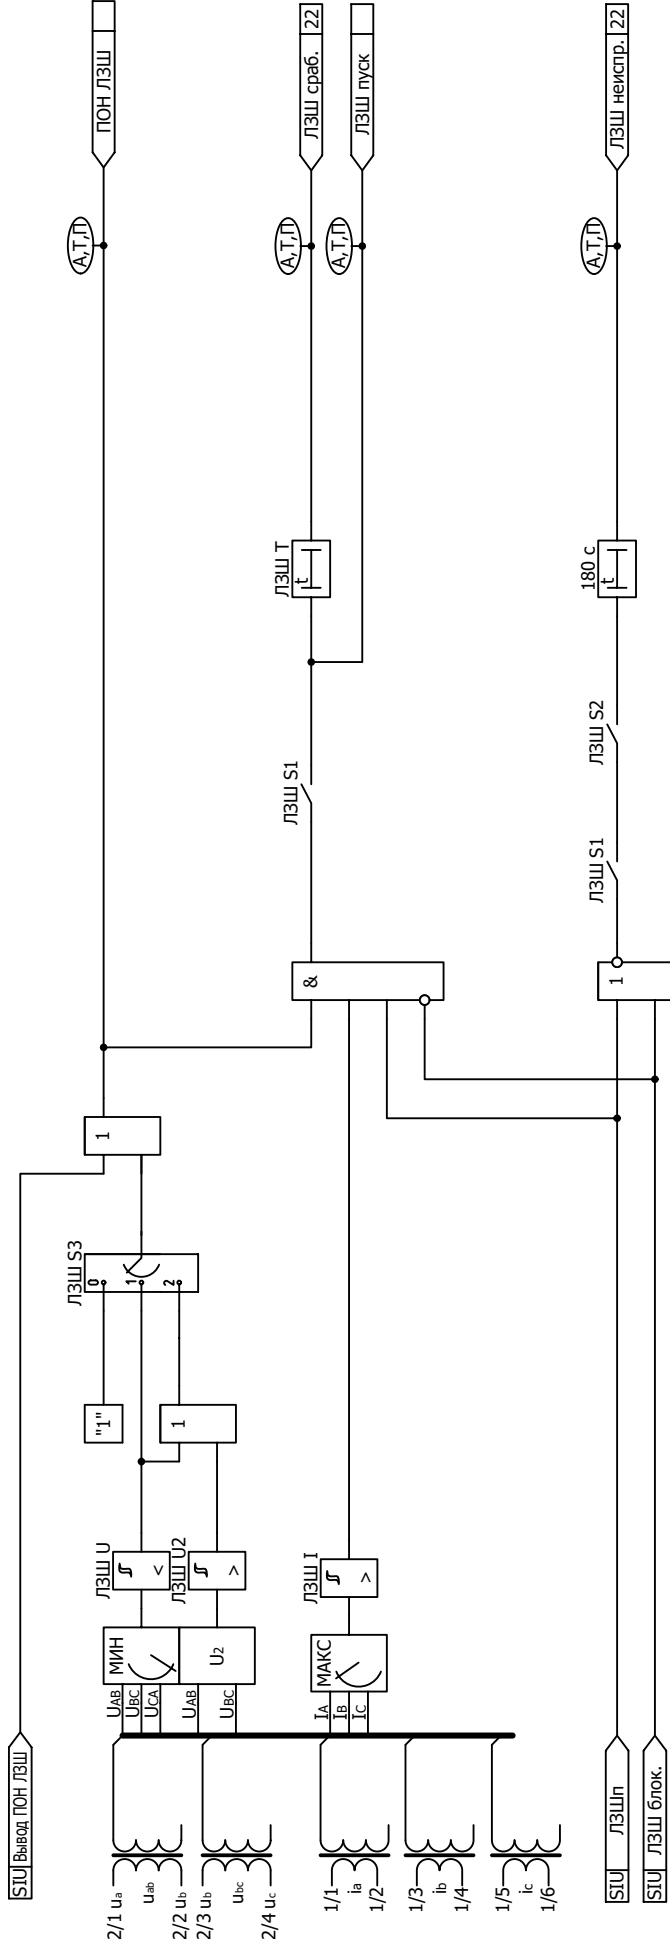 SIU Вывод ПОН ЛЗШ
ПОН ЛЗШ
А,Т,П
1
ЛЗШ S3
0
1
2
"1"
1
ЛЗШ U
<
ЛЗШ U2
>
МИН
U2
UAB
UBC
UCA
UAB
UBC
2/1 ua
uab
2/2 ub
2/3 ub
ubc
2/4 uc
ЛЗШ сраб. 22
ЛЗШ пуск
А,Т,П
А,Т,П
ЛЗШ T
t
ЛЗШ S1
&
ЛЗШ I
>
МАКС
IA
IB
IC
1/1
ia
1/2
1/3
ib
1/4
1/5
ic
1/6
ЛЗШ неиспр. 22
А,Т,П
180 с
t
ЛЗШ S2
ЛЗШ S1
1
SIU ЛЗШп
SIU ЛЗШ блок.